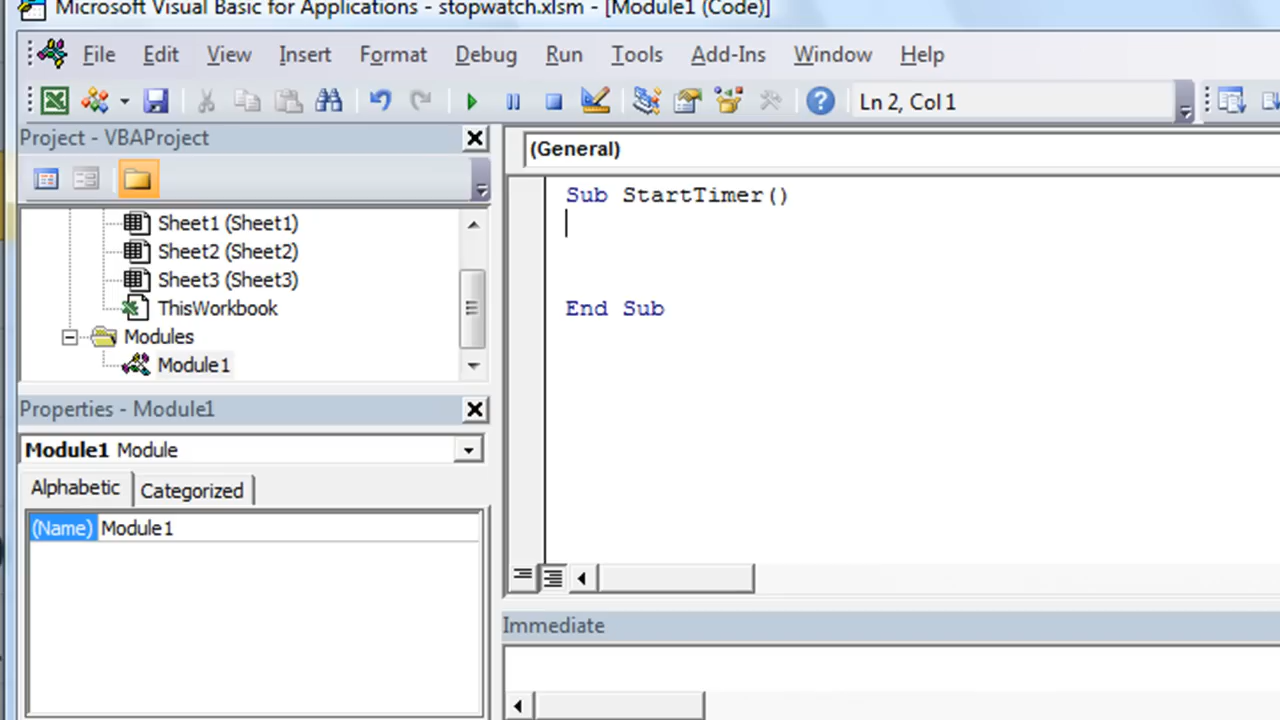 Microsoft Visual Basic for Applications - stopwatch.xlsm - [Module1 (Code)]
File Edit View Insert Format Debug Run Tools Add-Ins Window Help
Ln 2, Col 1
Project - VBAProject
Sheet1 (Sheet1)
Sheet2 (Sheet2)
Sheet3 (Sheet3)
ThisWorkbook
Modules
Module1
Properties - Module1
Module1 Module
Alphabetic Categorized
(Name) Module1
(General)
Sub StartTimer()
End Sub
Immediate